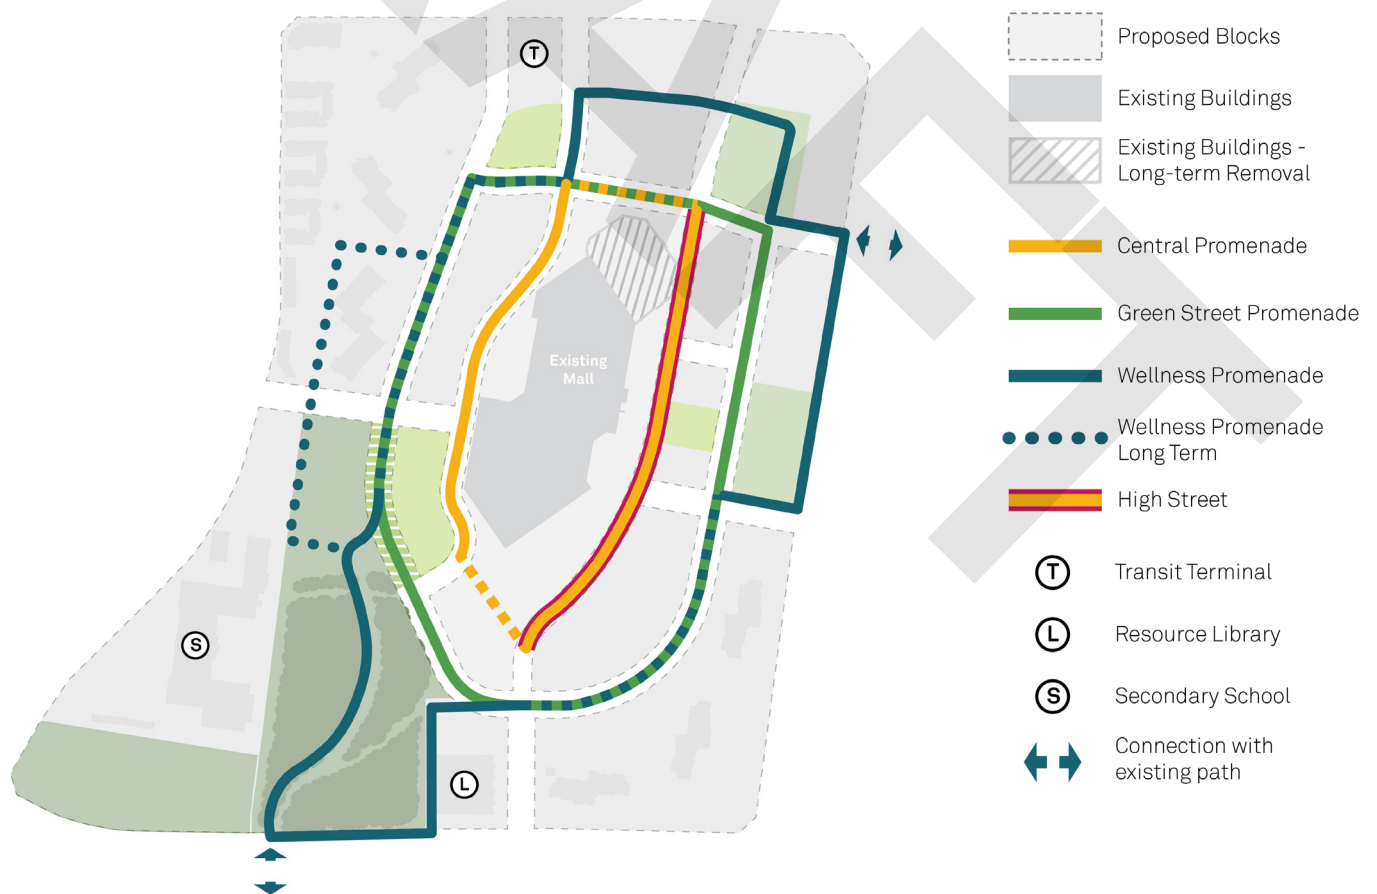 T
Existing
Mall
S
L
Proposed Blocks
Existing Buildings
Existing Buildings -
Long-term Removal
Central Promenade
Green Street Promenade
Wellness Promenade
Wellness Promenade
Long Term
High Street
T Transit Terminal
L Resource Library
S Secondary School
Connection with
existing path